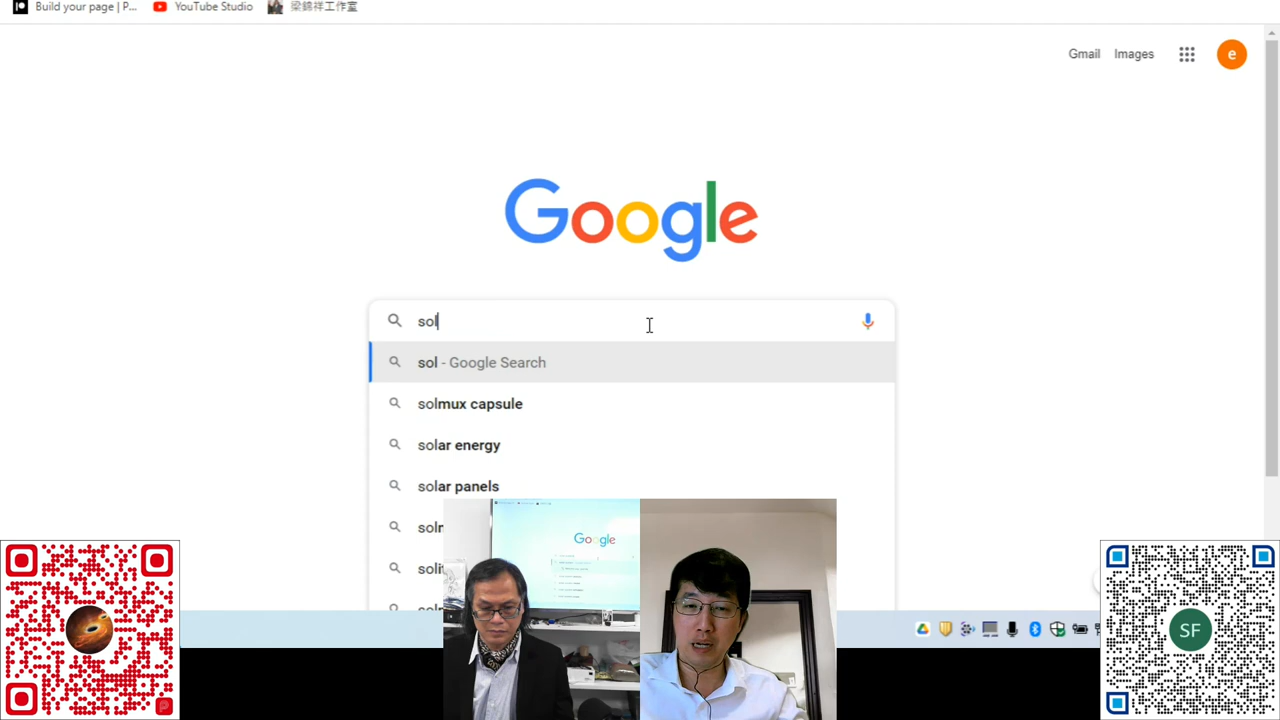 Build your page | P...
YouTube Studio
梁錦祥工作室
Gmail
Images
e
Google
sol
sol - Google Search
solmux capsule
solar energy
solar panels
Google
SF